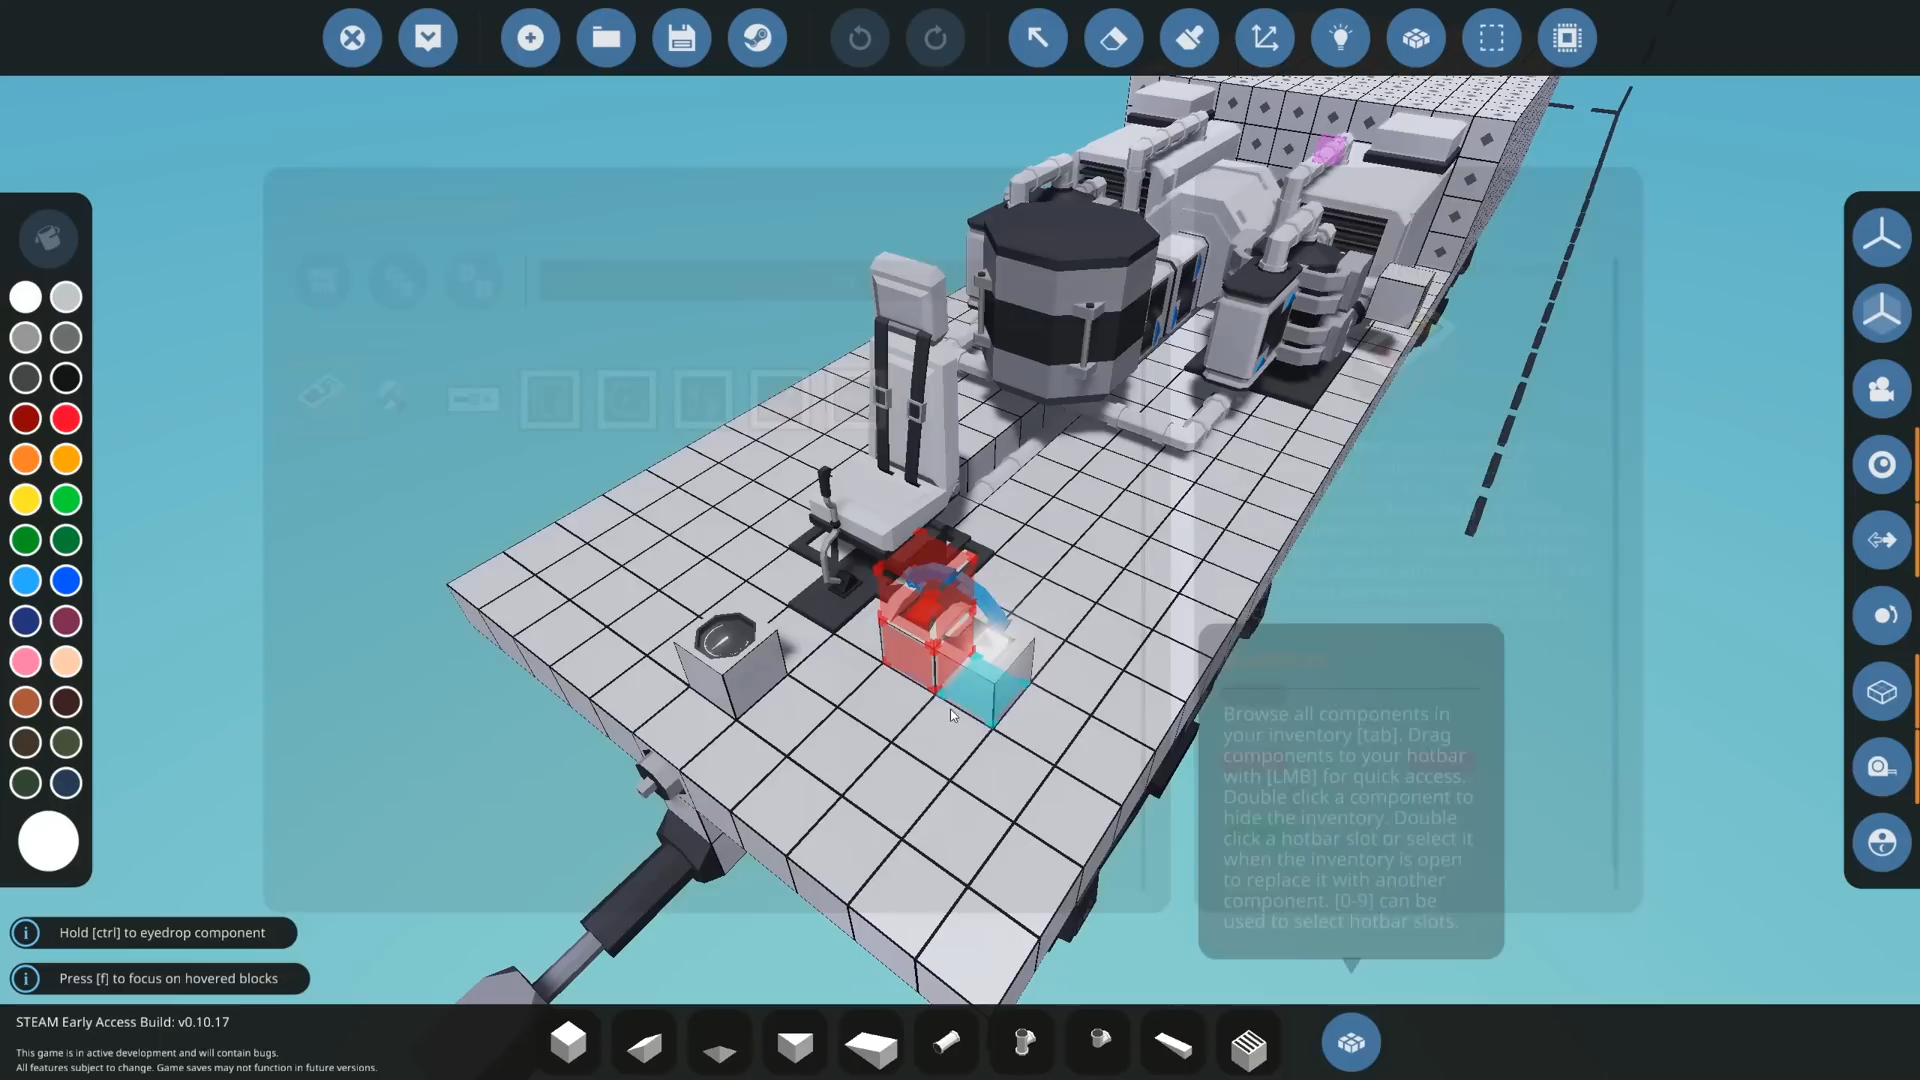 Browse all components in
your inventory [tab]. Drag
components to your hotbar
with [LMB] for quick access.
Double click a component to
hide the inventory. Double
click a hotbar slot or select it
when the inventory is open
to replace it with another
component. [0-9] can be
used to select hotbar slots.
Hold [ctrl] to eyedrop component
Press [f] to focus on hovered blocks
STEAM Early Access Build: v0.10.17
This game is in active development and will contain bugs.
All features subject to change. Game saves may not function in future versions.